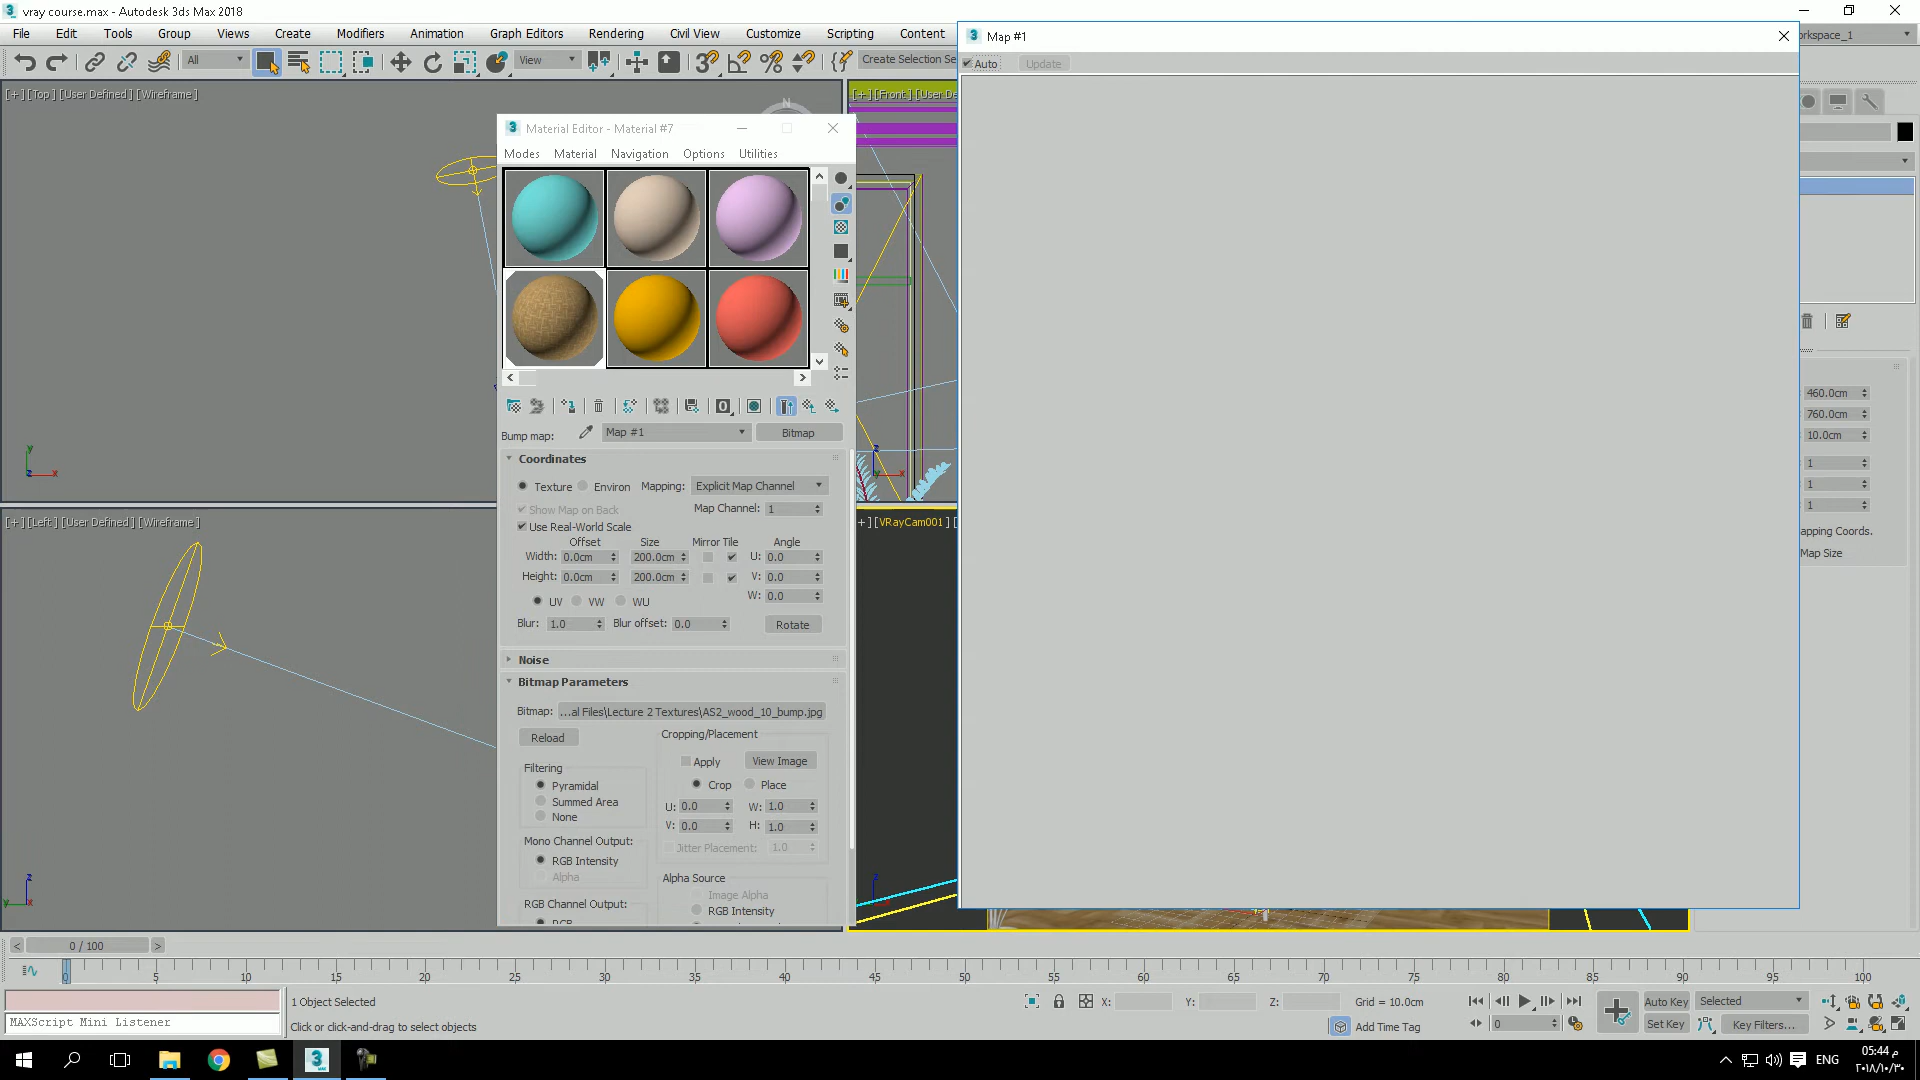 vray course.max - Autodesk 3ds Max 2018
File Edit Tools Group Views Create Modifiers Animation Graph Editors Rendering Civil View Customize Scripting Content
orkspace_1
All
View
Create Selection Se
Map #1
Auto Update
[+] [Top] [User Defined] [Wireframe]
[+] [Front] [User De
Material Editor - Material #7
Modes Material Navigation Options Utilities
Bump map: Map #1 Bitmap
Coordinates
Texture Environ Mapping: Explicit Map Channel
Show Map on Back Map Channel: 1
Use Real-World Scale
Offset Size Mirror Tile Angle
Width: 0.0cm 200.0cm U: 0.0
Height: 0.0cm 200.0cm V: 0.0
W: 0.0
UV VW WU
Blur: 1.0 Blur offset: 0.0 Rotate
Noise
Bitmap Parameters
Bitmap: ...al Files\Lecture 2 Textures\AS2_wood_10_bump.jpg
Reload
Cropping/Placement
Apply View Image
Crop Place
U: 0.0 W: 1.0
V: 0.0 H: 1.0
Jitter Placement: 1.0
Filtering
Pyramidal
Summed Area
None
Mono Channel Output:
RGB Intensity
Alpha
RGB Channel Output:
RGB
Alpha Source
Image Alpha
RGB Intensity
460.0cm
760.0cm
10.0cm
1
1
1
apping Coords.
Map Size
[+] [Left] [User Defined] [Wireframe]
+] [VRayCam001] [
0 / 100
0 5 10 15 20 25 30 35 40 45 50 55 60 65 70 75 80 85 90 95 100
1 Object Selected
Click or click-and-drag to select objects
MAXScript Mini Listener
X: Y: Z: Grid = 10.0cm
Add Time Tag
0
Auto Key Selected
Set Key Key Filters...
ENG
05:44 م
٢٠١٨/١٠/٣٠